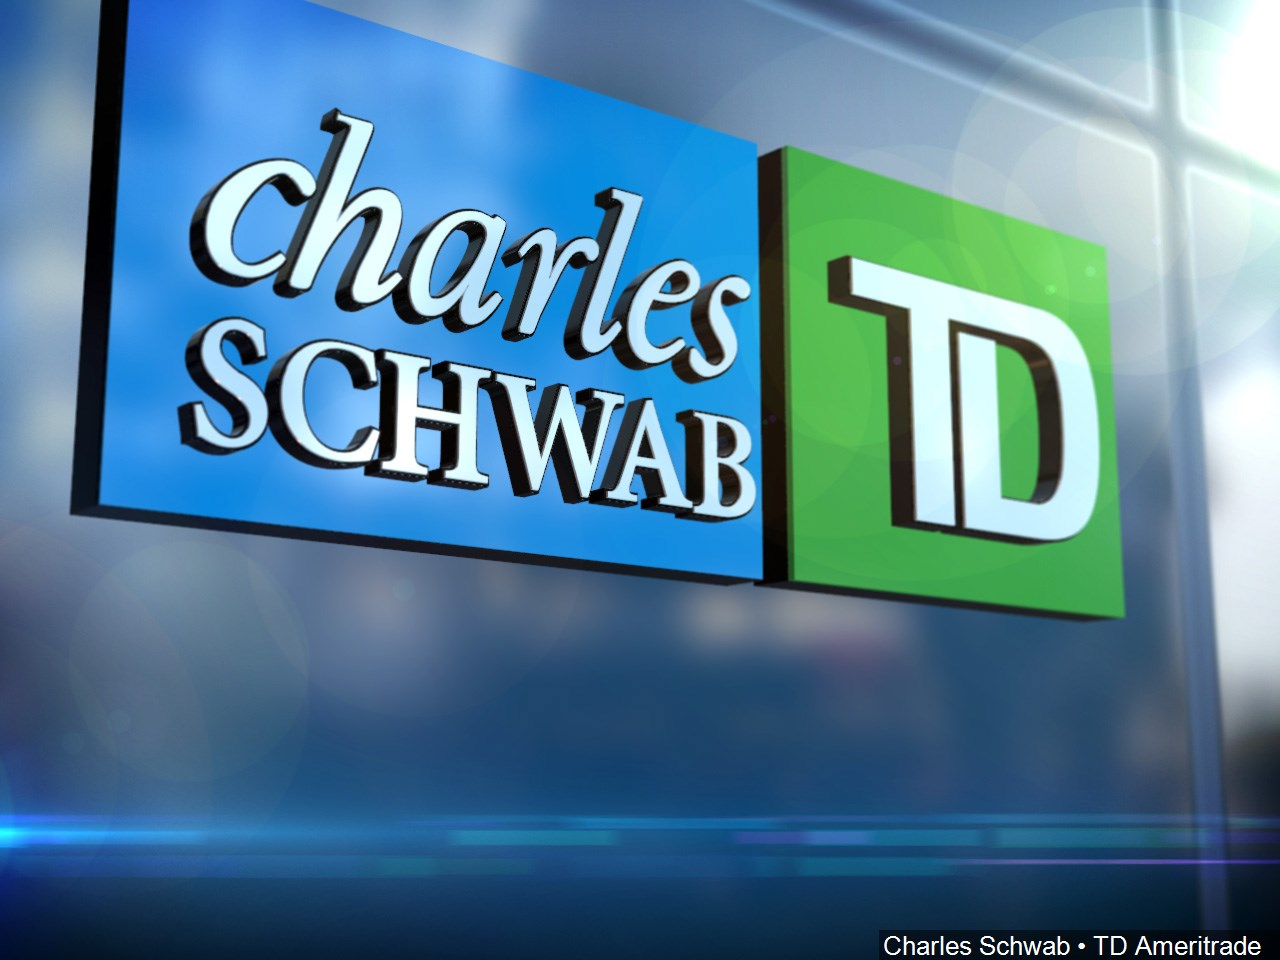 charles
SCHWAB
TD
Charles Schwab • TD Ameritrade